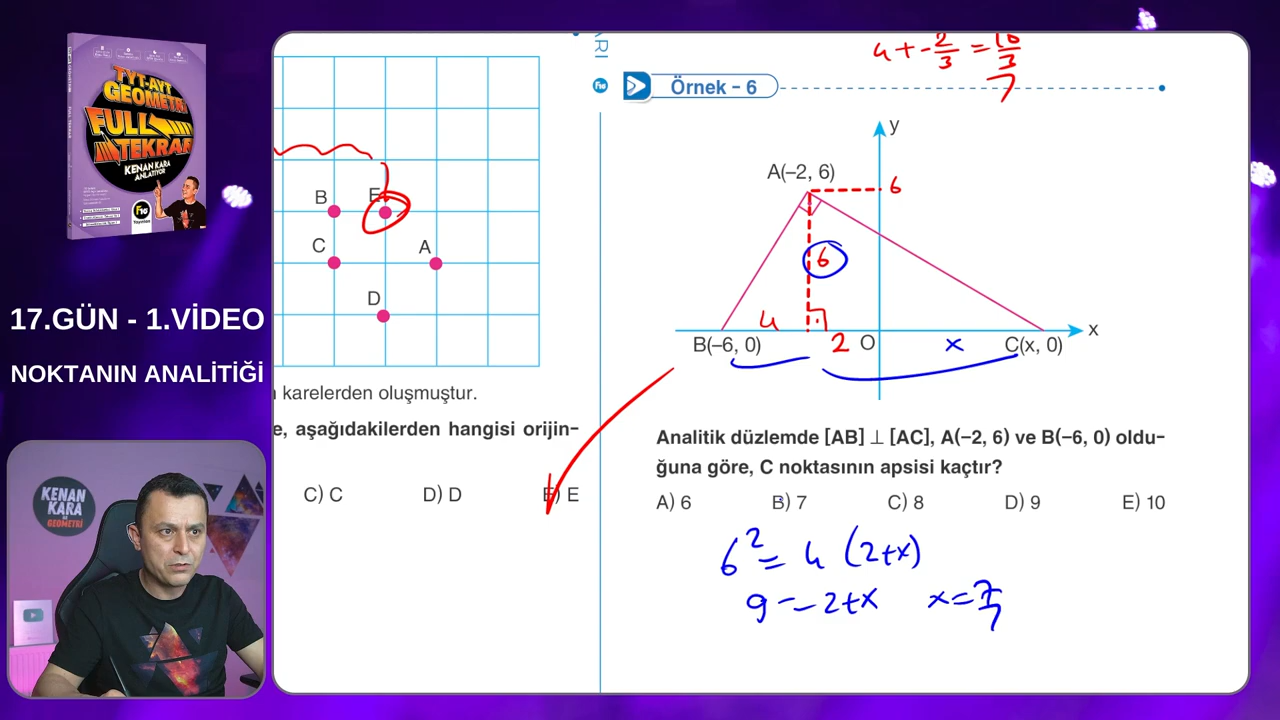 TYT-AYT
GEOMETRİ
FULL
TEKRAR
KENAN KARA
ANLATIYOR
17.GÜN - 1.VİDEO
NOKTANIN ANALİTİĞİ
KENAN
KARA
ile
GEOMETRİ
B
E
C
A
D
karelerden oluşmuştur.
e, aşağıdakilerden hangisi orijin-
C) C D) D E) E
4 + -2/3 = 10/3
Örnek - 6
y
A(–2, 6)
6
6
4
2
O
x
x
B(–6, 0)
C(x, 0)
Analitik düzlemde [AB] ⊥ [AC], A(–2, 6) ve B(–6, 0) oldu-
ğuna göre, C noktasının apsisi kaçtır?
A) 6 B) 7 C) 8 D) 9 E) 10
6² = 4 (2+x)
9 = 2+x x=7